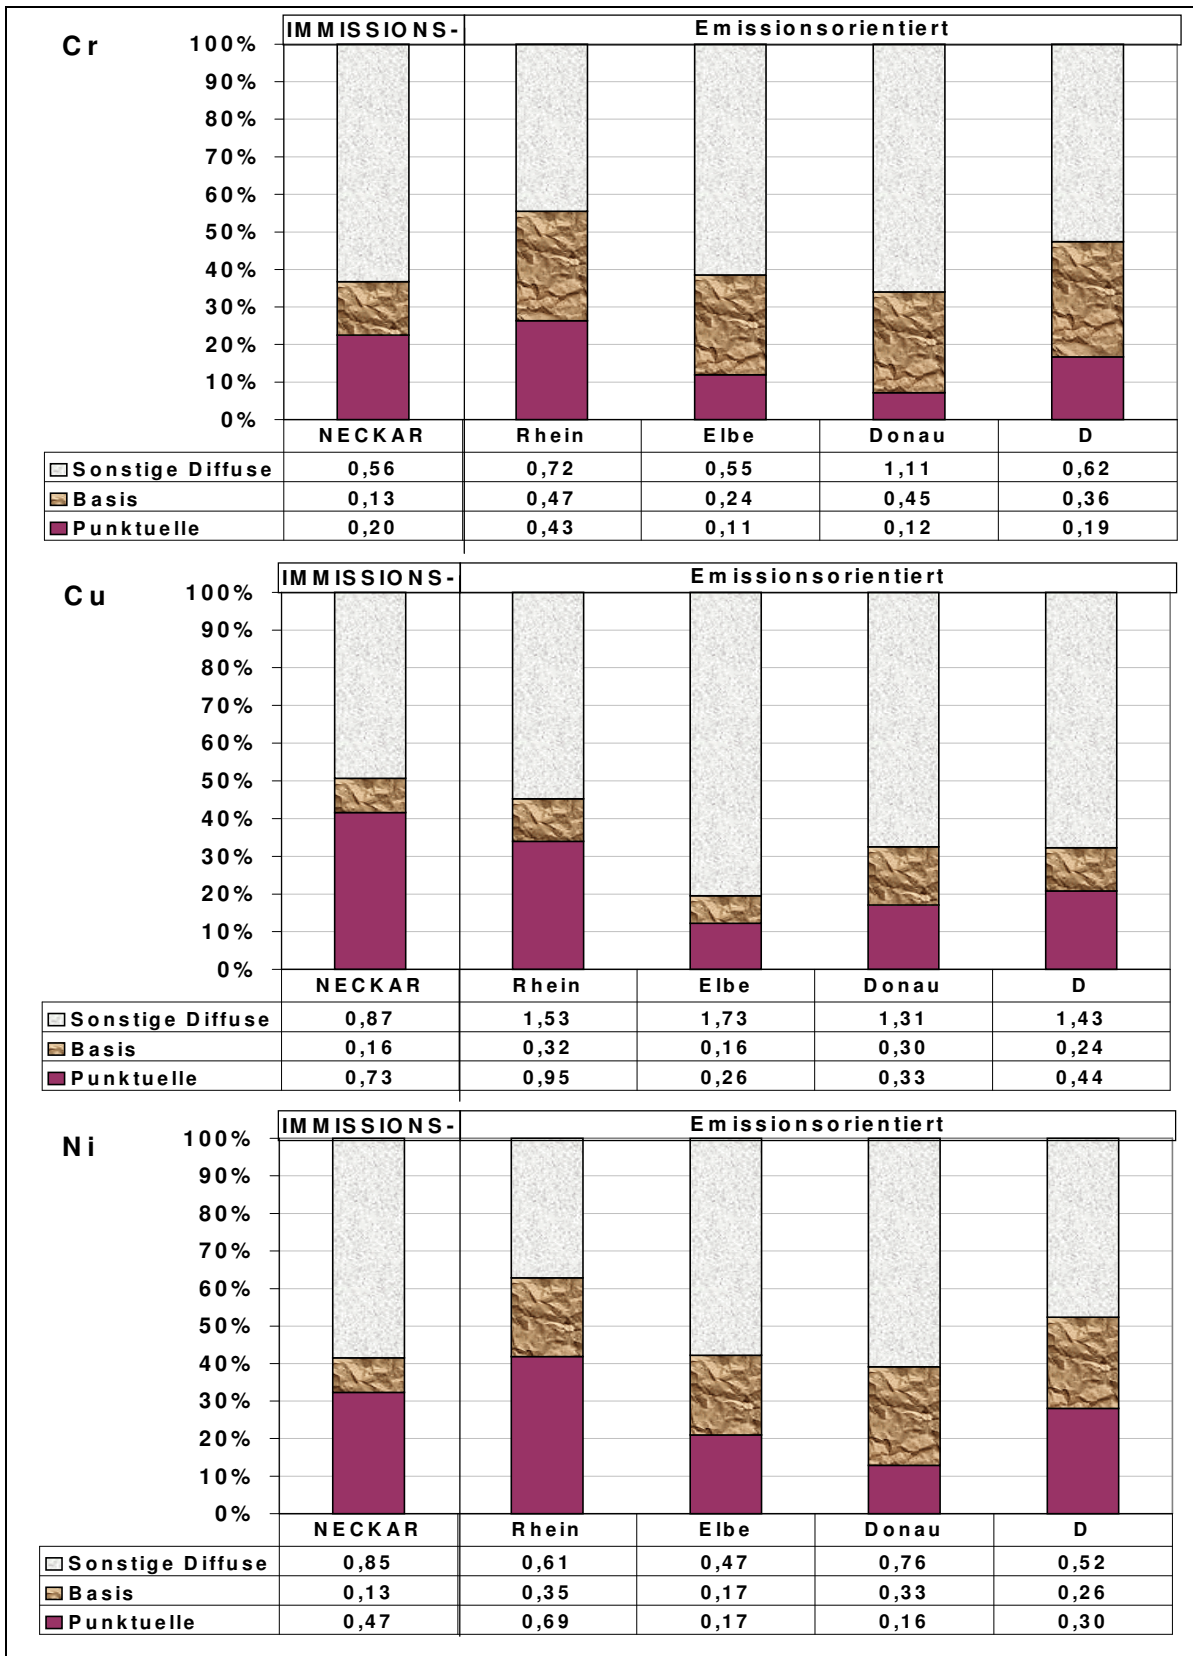 IMMISSIONS- Emissionsorientiert
Cr
100%
90%
80%
70%
60%
50%
40%
30%
20%
10%
0%
NECKAR Rhein Elbe Donau D
Sonstige Diffuse 0,56 0,72 0,55 1,11 0,62
Basis 0,13 0,47 0,24 0,45 0,36
Punktuelle 0,20 0,43 0,11 0,12 0,19
IMMISSIONS- Emissionsorientiert
Cu
100%
90%
80%
70%
60%
50%
40%
30%
20%
10%
0%
NECKAR Rhein Elbe Donau D
Sonstige Diffuse 0,87 1,53 1,73 1,31 1,43
Basis 0,16 0,32 0,16 0,30 0,24
Punktuelle 0,73 0,95 0,26 0,33 0,44
IMMISSIONS- Emissionsorientiert
Ni
100%
90%
80%
70%
60%
50%
40%
30%
20%
10%
0%
NECKAR Rhein Elbe Donau D
Sonstige Diffuse 0,85 0,61 0,47 0,76 0,52
Basis 0,13 0,35 0,17 0,33 0,26
Punktuelle 0,47 0,69 0,17 0,16 0,30